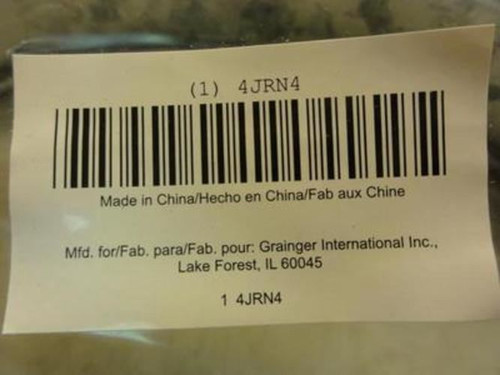 (1) 4JRN4
Made in China/Hecho en China/Fab aux Chine
Mfd. for/Fab. para/Fab. pour: Grainger International Inc.,
Lake Forest, IL 60045
1 4JRN4